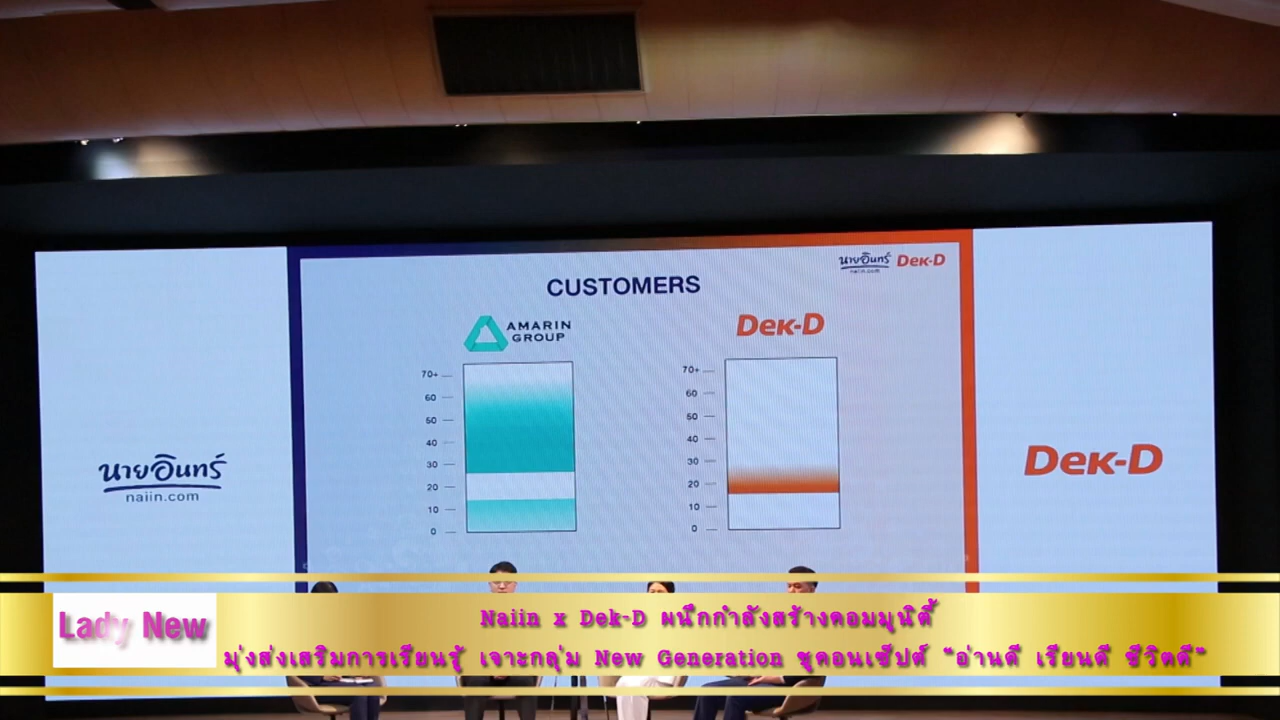 นายอินทร์ Dек-D
naiin.com
CUSTOMERS
AMARIN
GROUP
Dек-D
70+
60
50
40
30
20
10
0
70+
60
50
40
30
20
10
0
นายอินทร์
naiin.com
Dек-D
Lady New
Naiin x Dek-D ผนึกกำลังสร้างคอมมูนิตี้
มุ่งส่งเสริมการเรียนรู้ เจาะกลุ่ม New Generation ชูคอนเซ็ปต์ "อ่านดี เรียนดี ชีวิตดี"